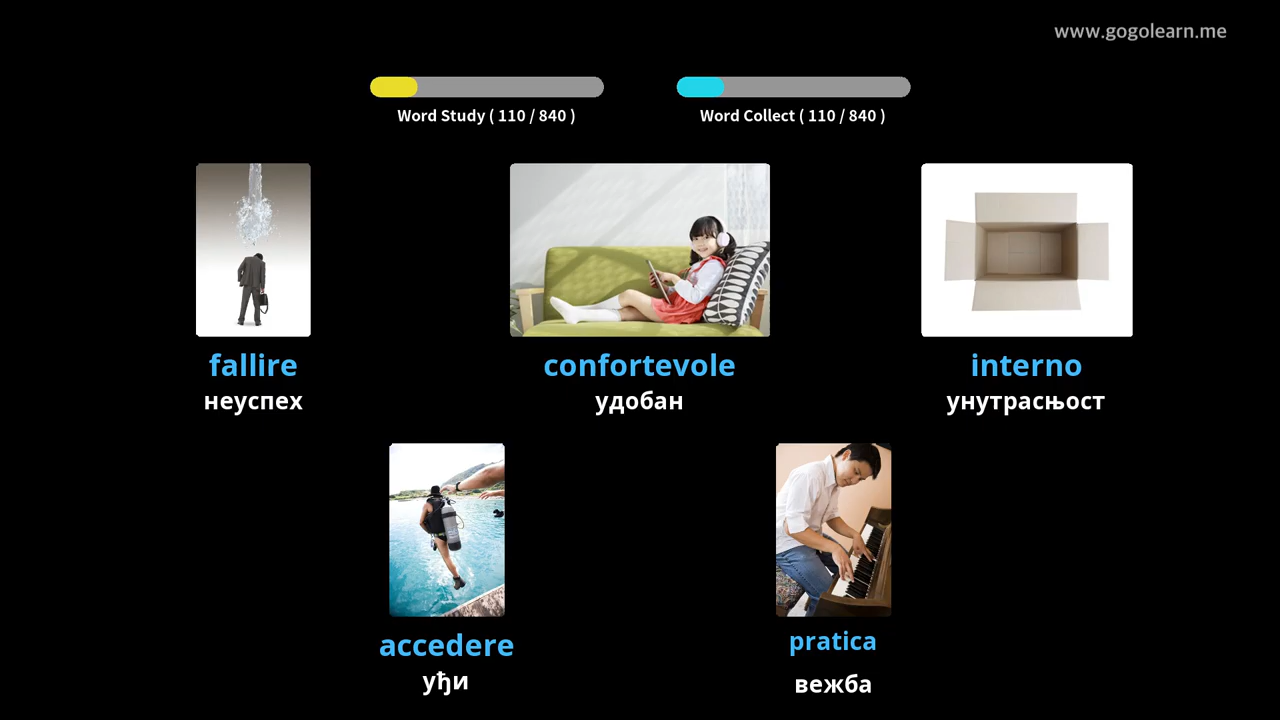 www.gogolearn.me
Word Study ( 110 / 840 )
Word Collect ( 110 / 840 )
fallire
неуспех
confortevole
удобан
interno
унутрасњост
accedere
уђи
pratica
вежба